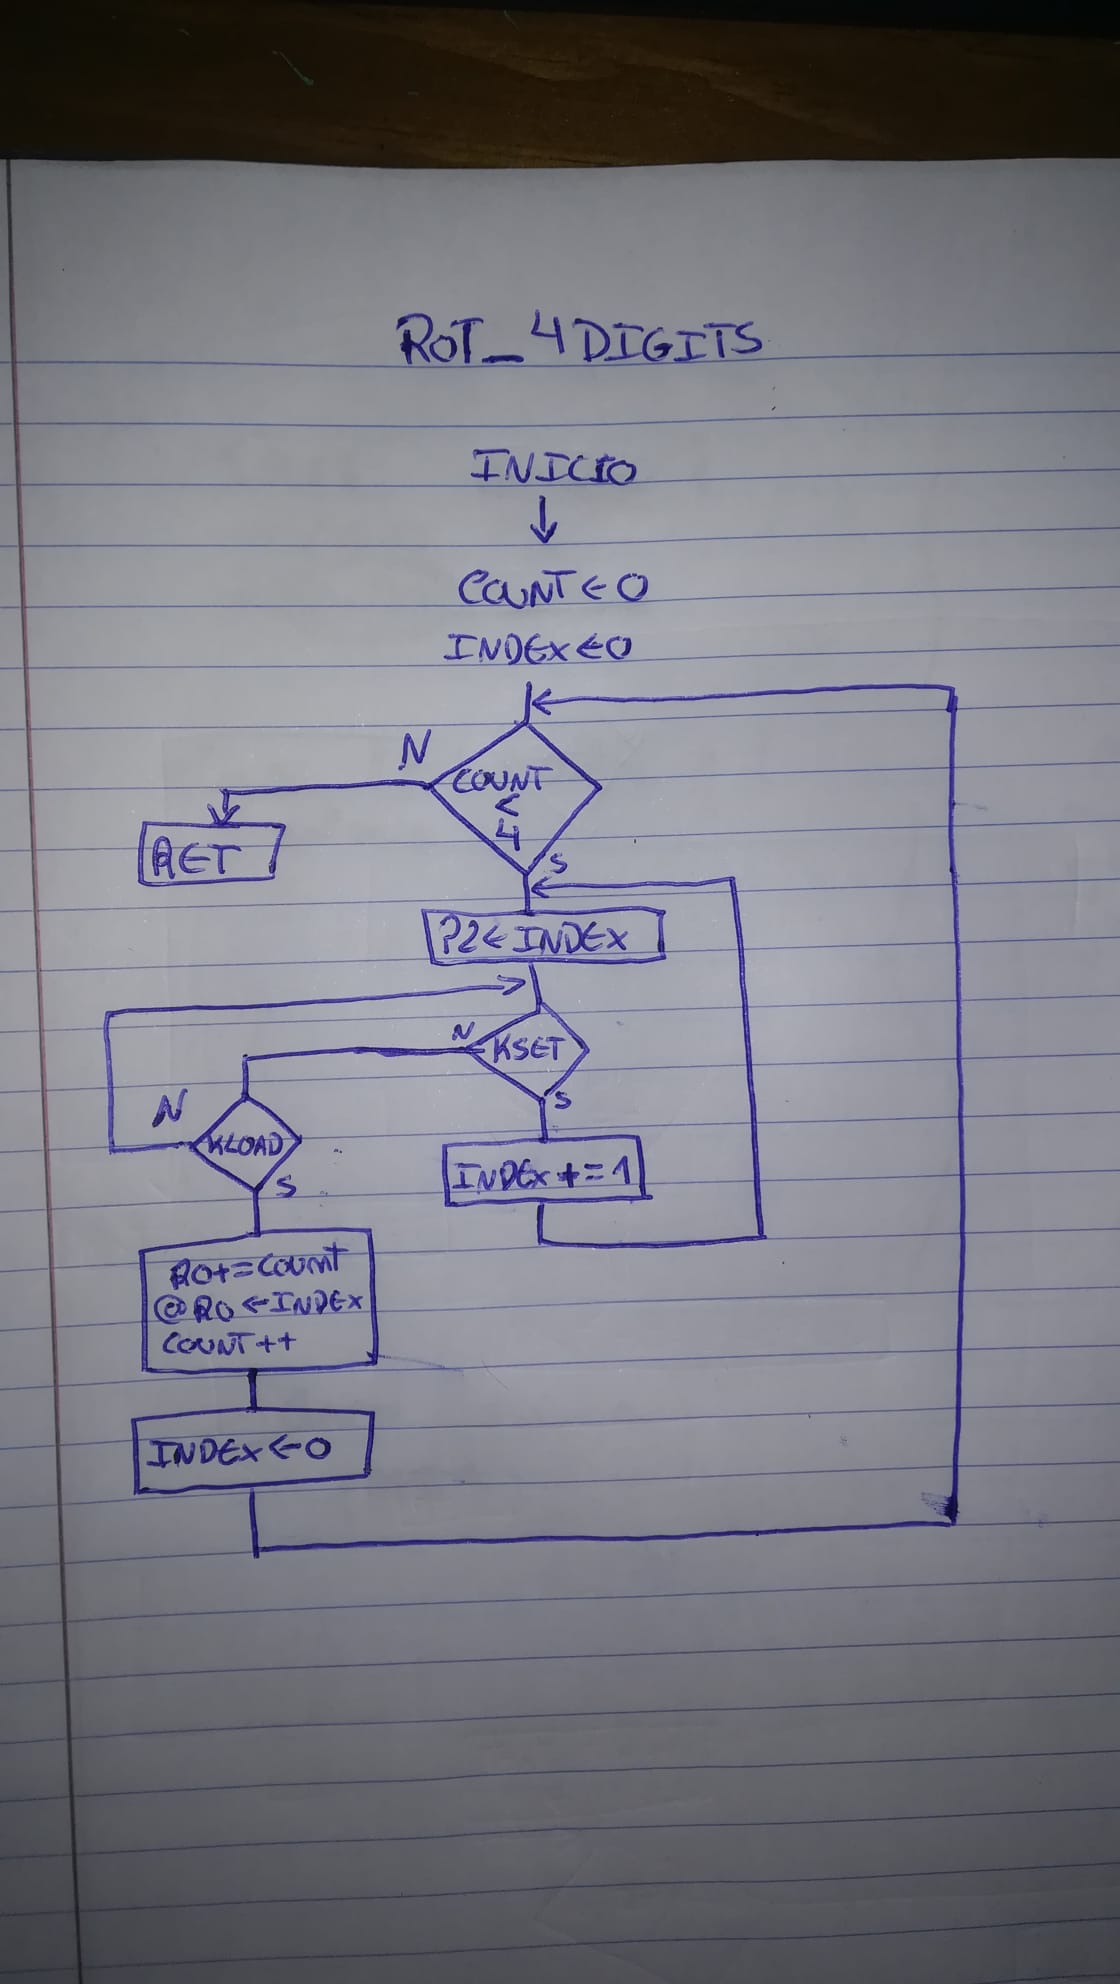 ROT_4DIGITS
INICIO
↓
COUNT←0
INDEX←0
N
COUNT
<
4
S
RET
P2←INDEX
N
KSET
S
N
KLOAD
S
INDEX+=1
R0+=COUNT
@R0←INDEX
COUNT++
INDEX←0